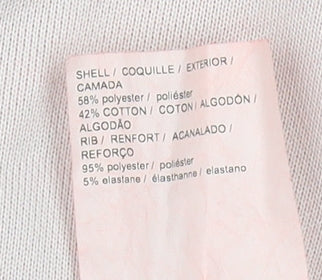 SHELL / COQUILLE / EXTERIOR /
CAMADA
58% polyester / poliéster
42% COTTON / COTON / ALGODÓN /
ALGODÃO
RIB / RENFORT / ACANALADO /
REFORÇO
95% polyester / poliéster
5% elastane / élasthanne / elastano